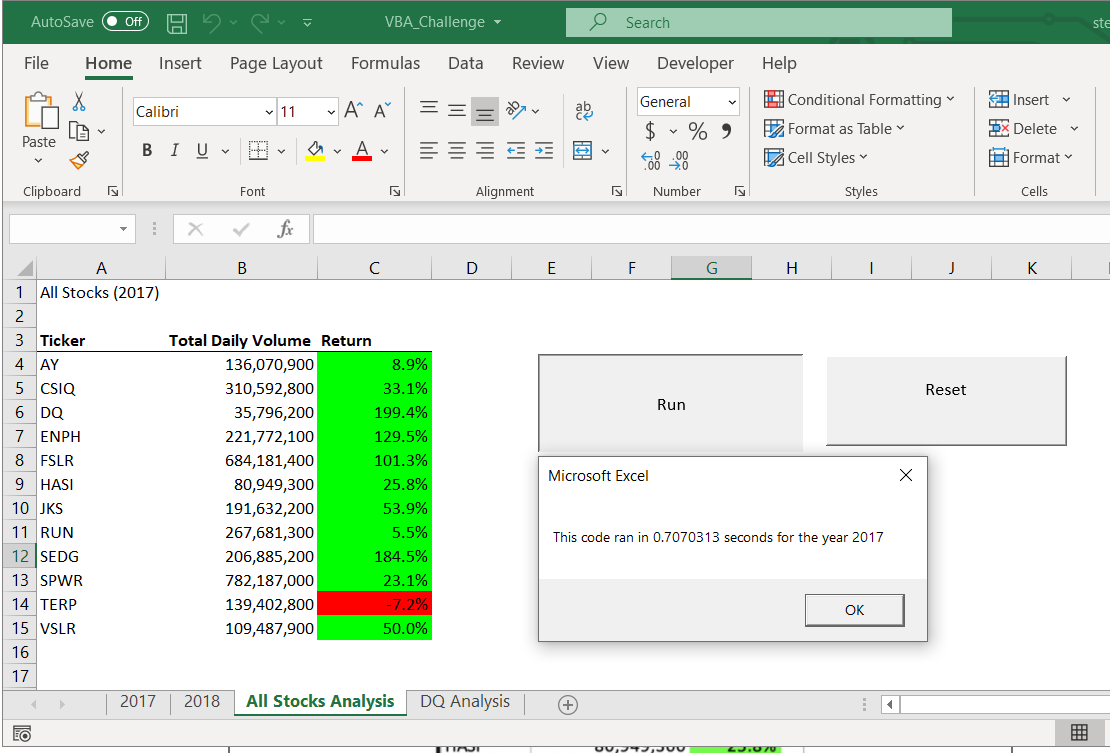 AutoSave Off VBA_Challenge Search ste
File Home Insert Page Layout Formulas Data Review View Developer Help
Calibri 11 General Conditional Formatting Insert
Paste B I U A $ % Format as Table Delete
Cell Styles Format
Clipboard Font Alignment Number Styles Cells
fx
A B C D E F G H I J K
1 All Stocks (2017)
2
3 Ticker Total Daily Volume Return
4 AY 136,070,900 8.9%
5 CSIQ 310,592,800 33.1%
6 DQ 35,796,200 199.4%
7 ENPH 221,772,100 129.5%
8 FSLR 684,181,400 101.3%
9 HASI 80,949,300 25.8%
10 JKS 191,632,200 53.9%
11 RUN 267,681,300 5.5%
12 SEDG 206,885,200 184.5%
13 SPWR 782,187,000 23.1%
14 TERP 139,402,800 -7.2%
15 VSLR 109,487,900 50.0%
16
17
Run
Reset
Microsoft Excel
This code ran in 0.7070313 seconds for the year 2017
OK
2017 2018 All Stocks Analysis DQ Analysis
HASI 80,949,300 25.8%